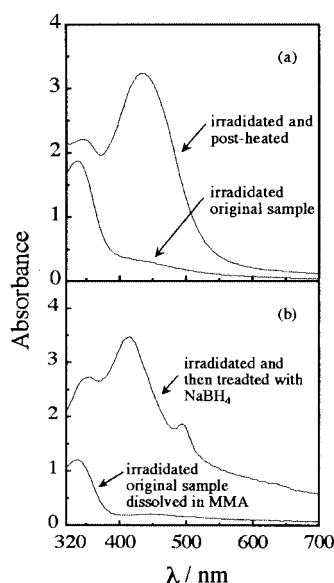 (a)
4
3
2
1
0
irradidated and
post-heated
irradidated
original sample
Absorbance
(b)
4
3
2
1
0
irradidated and
then treadted with
NaBH4
irradidated
original sample
dissolved in MMA
320 400 500 600 700
λ / nm